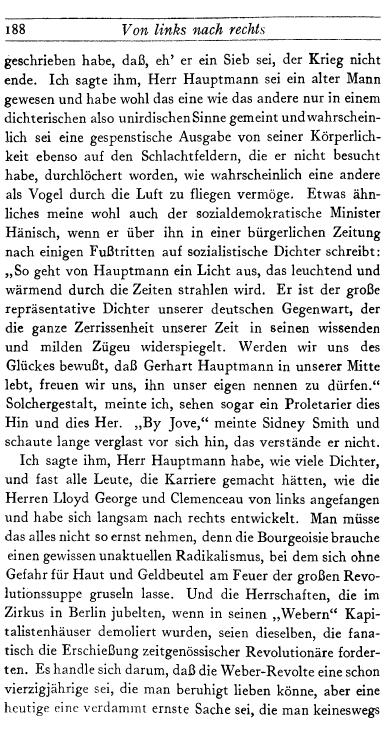 188 Von links nach rechts
geschrieben habe, daß, eh’ er ein Sieb sei, der Krieg nicht
ende. Ich sagte ihm, Herr Hauptmann sei ein alter Mann
gewesen und habe wohl das eine wie das andere nur in einem
dichterischen also unirdischen Sinne gemeint und wahrschein-
lich sei eine gespenstische Ausgabe von seiner Körperlich-
keit ebenso auf den Schlachtfeldern, die er nicht besucht
habe, durchlöchert worden, wie wahrscheinlich eine andere
als Vogel durch die Luft zu fliegen vermöge. Etwas ähn-
liches meine wohl auch der sozialdemokratische Minister
Hänisch, wenn er über ihn in einer bürgerlichen Zeitung
nach einigen Fußtritten auf sozialistische Dichter schreibt:
„So geht von Hauptmann ein Licht aus, das leuchtend und
wärmend durch die Zeiten strahlen wird. Er ist der große
repräsentative Dichter unserer deutschen Gegenwart, der
die ganze Zerrissenheit unserer Zeit in seinen wissenden
und milden Zügeu widerspiegelt. Werden wir uns des
Glückes bewußt, daß Gerhart Hauptmann in unserer Mitte
lebt, freuen wir uns, ihn unser eigen nennen zu dürfen.“
Solchergestalt, meinte ich, sehen sogar ein Proletarier dies
Hin und dies Her. „By Jove,“ meinte Sidney Smith und
schaute lange verglast vor sich hin, das verstände er nicht.
Ich sagte ihm, Herr Hauptmann habe, wie viele Dichter,
und fast alle Leute, die Karriere gemacht hätten, wie die
Herren Lloyd George und Clemenceau von links angefangen
und habe sich langsam nach rechts entwickelt. Man müsse
das alles nicht so ernst nehmen, denn die Bourgeoisie brauche
einen gewissen unaktuellen Radikalismus, bei dem sich ohne
Gefahr für Haut und Geldbeutel am Feuer der großen Revo-
lutionssuppe gruseln lasse. Und die Herrschaften, die im
Zirkus in Berlin jubelten, wenn in seinen „Webern“ Kapi-
talistenhäuser demoliert wurden, seien dieselben, die fana-
tisch die Erschießung zeitgenössischer Revolutionäre forder-
ten. Es handle sich darum, daß die Weber-Revolte eine schon
vierzigjährige sei, die man beruhigt lieben könne, aber eine
heutige eine verdammt ernste Sache sei, die man keineswegs